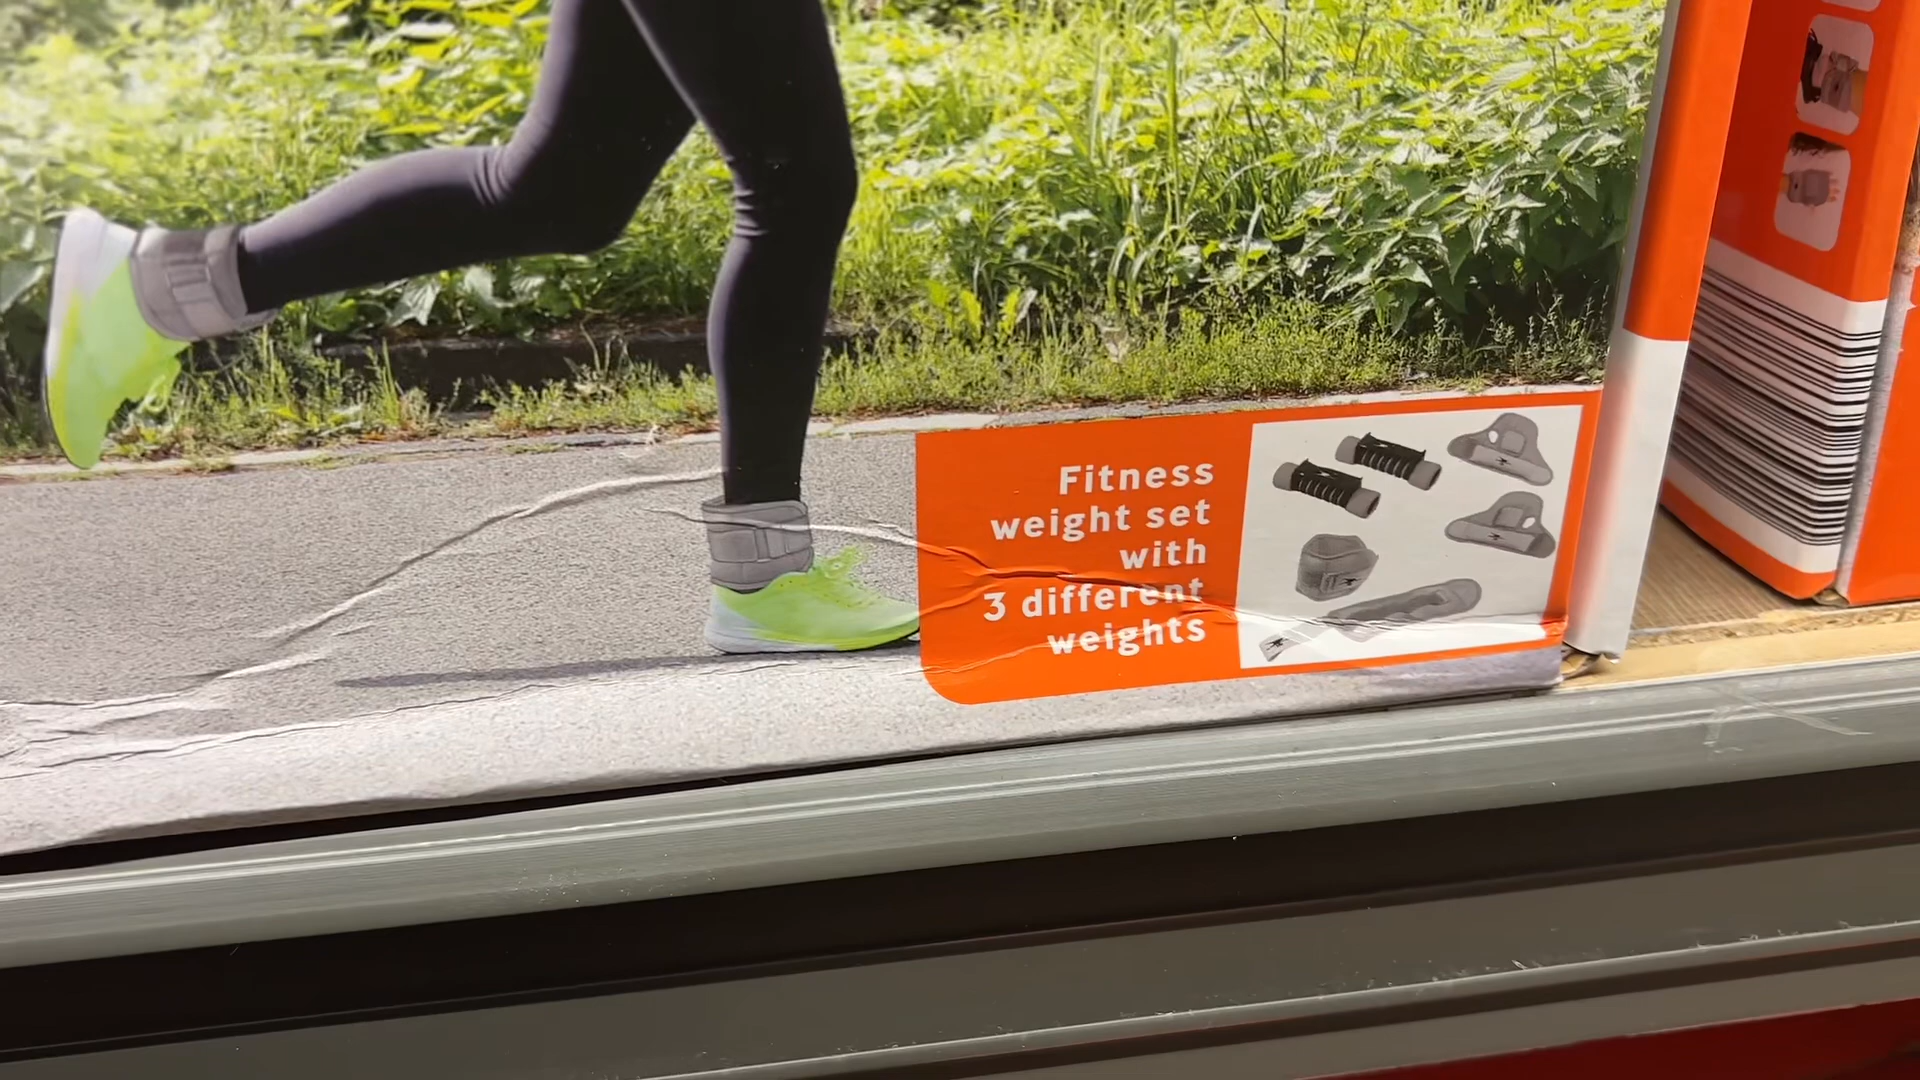 Fitness
weight set
with
3 different
weights